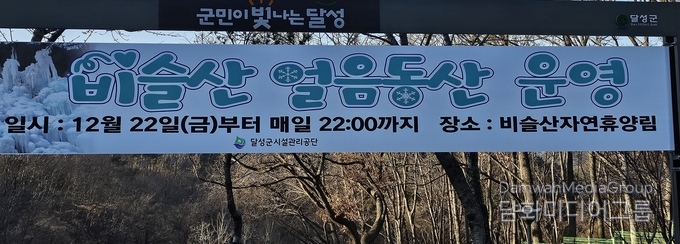 군민이 빛나는 달성
달성군
비슬산 얼음동산 운영
일시 : 12월 22일(금)부터 매일 22:00까지 장소 : 비슬산자연휴양림
달성군시설관리공단
DamwanMediaGroup
담화미디어그룹